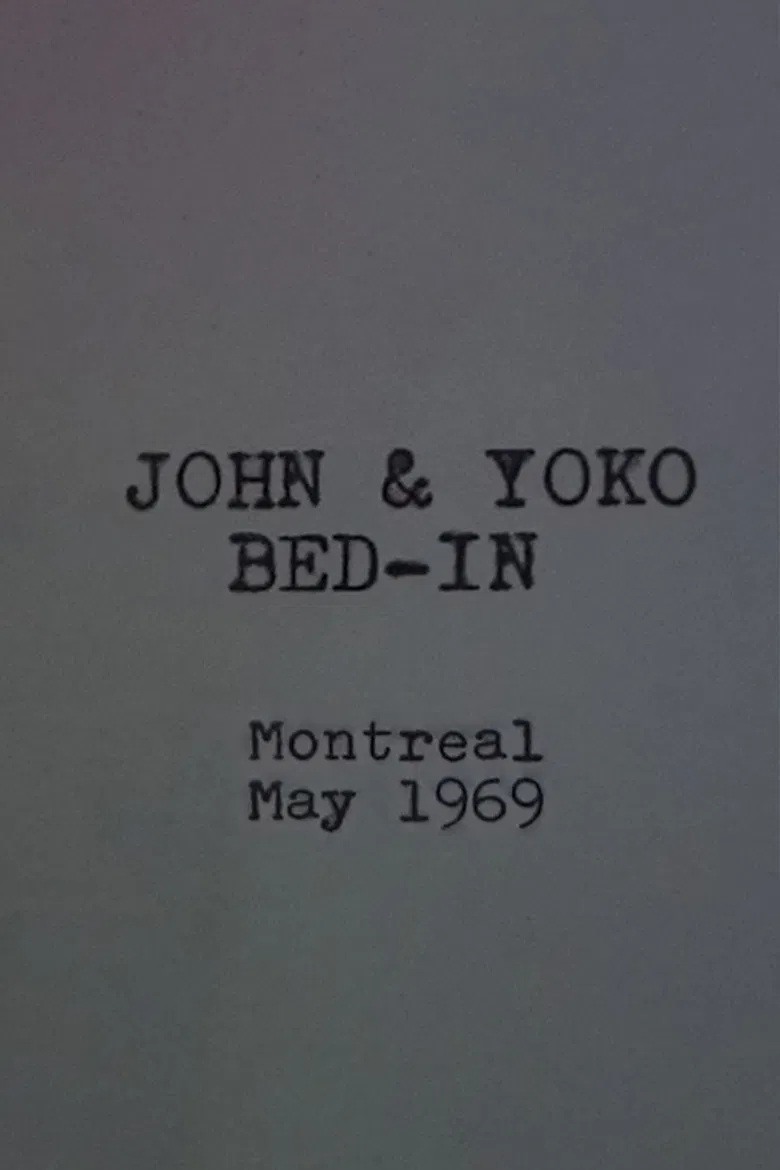 JOHN & YOKO
BED-IN
Montreal
May 1969